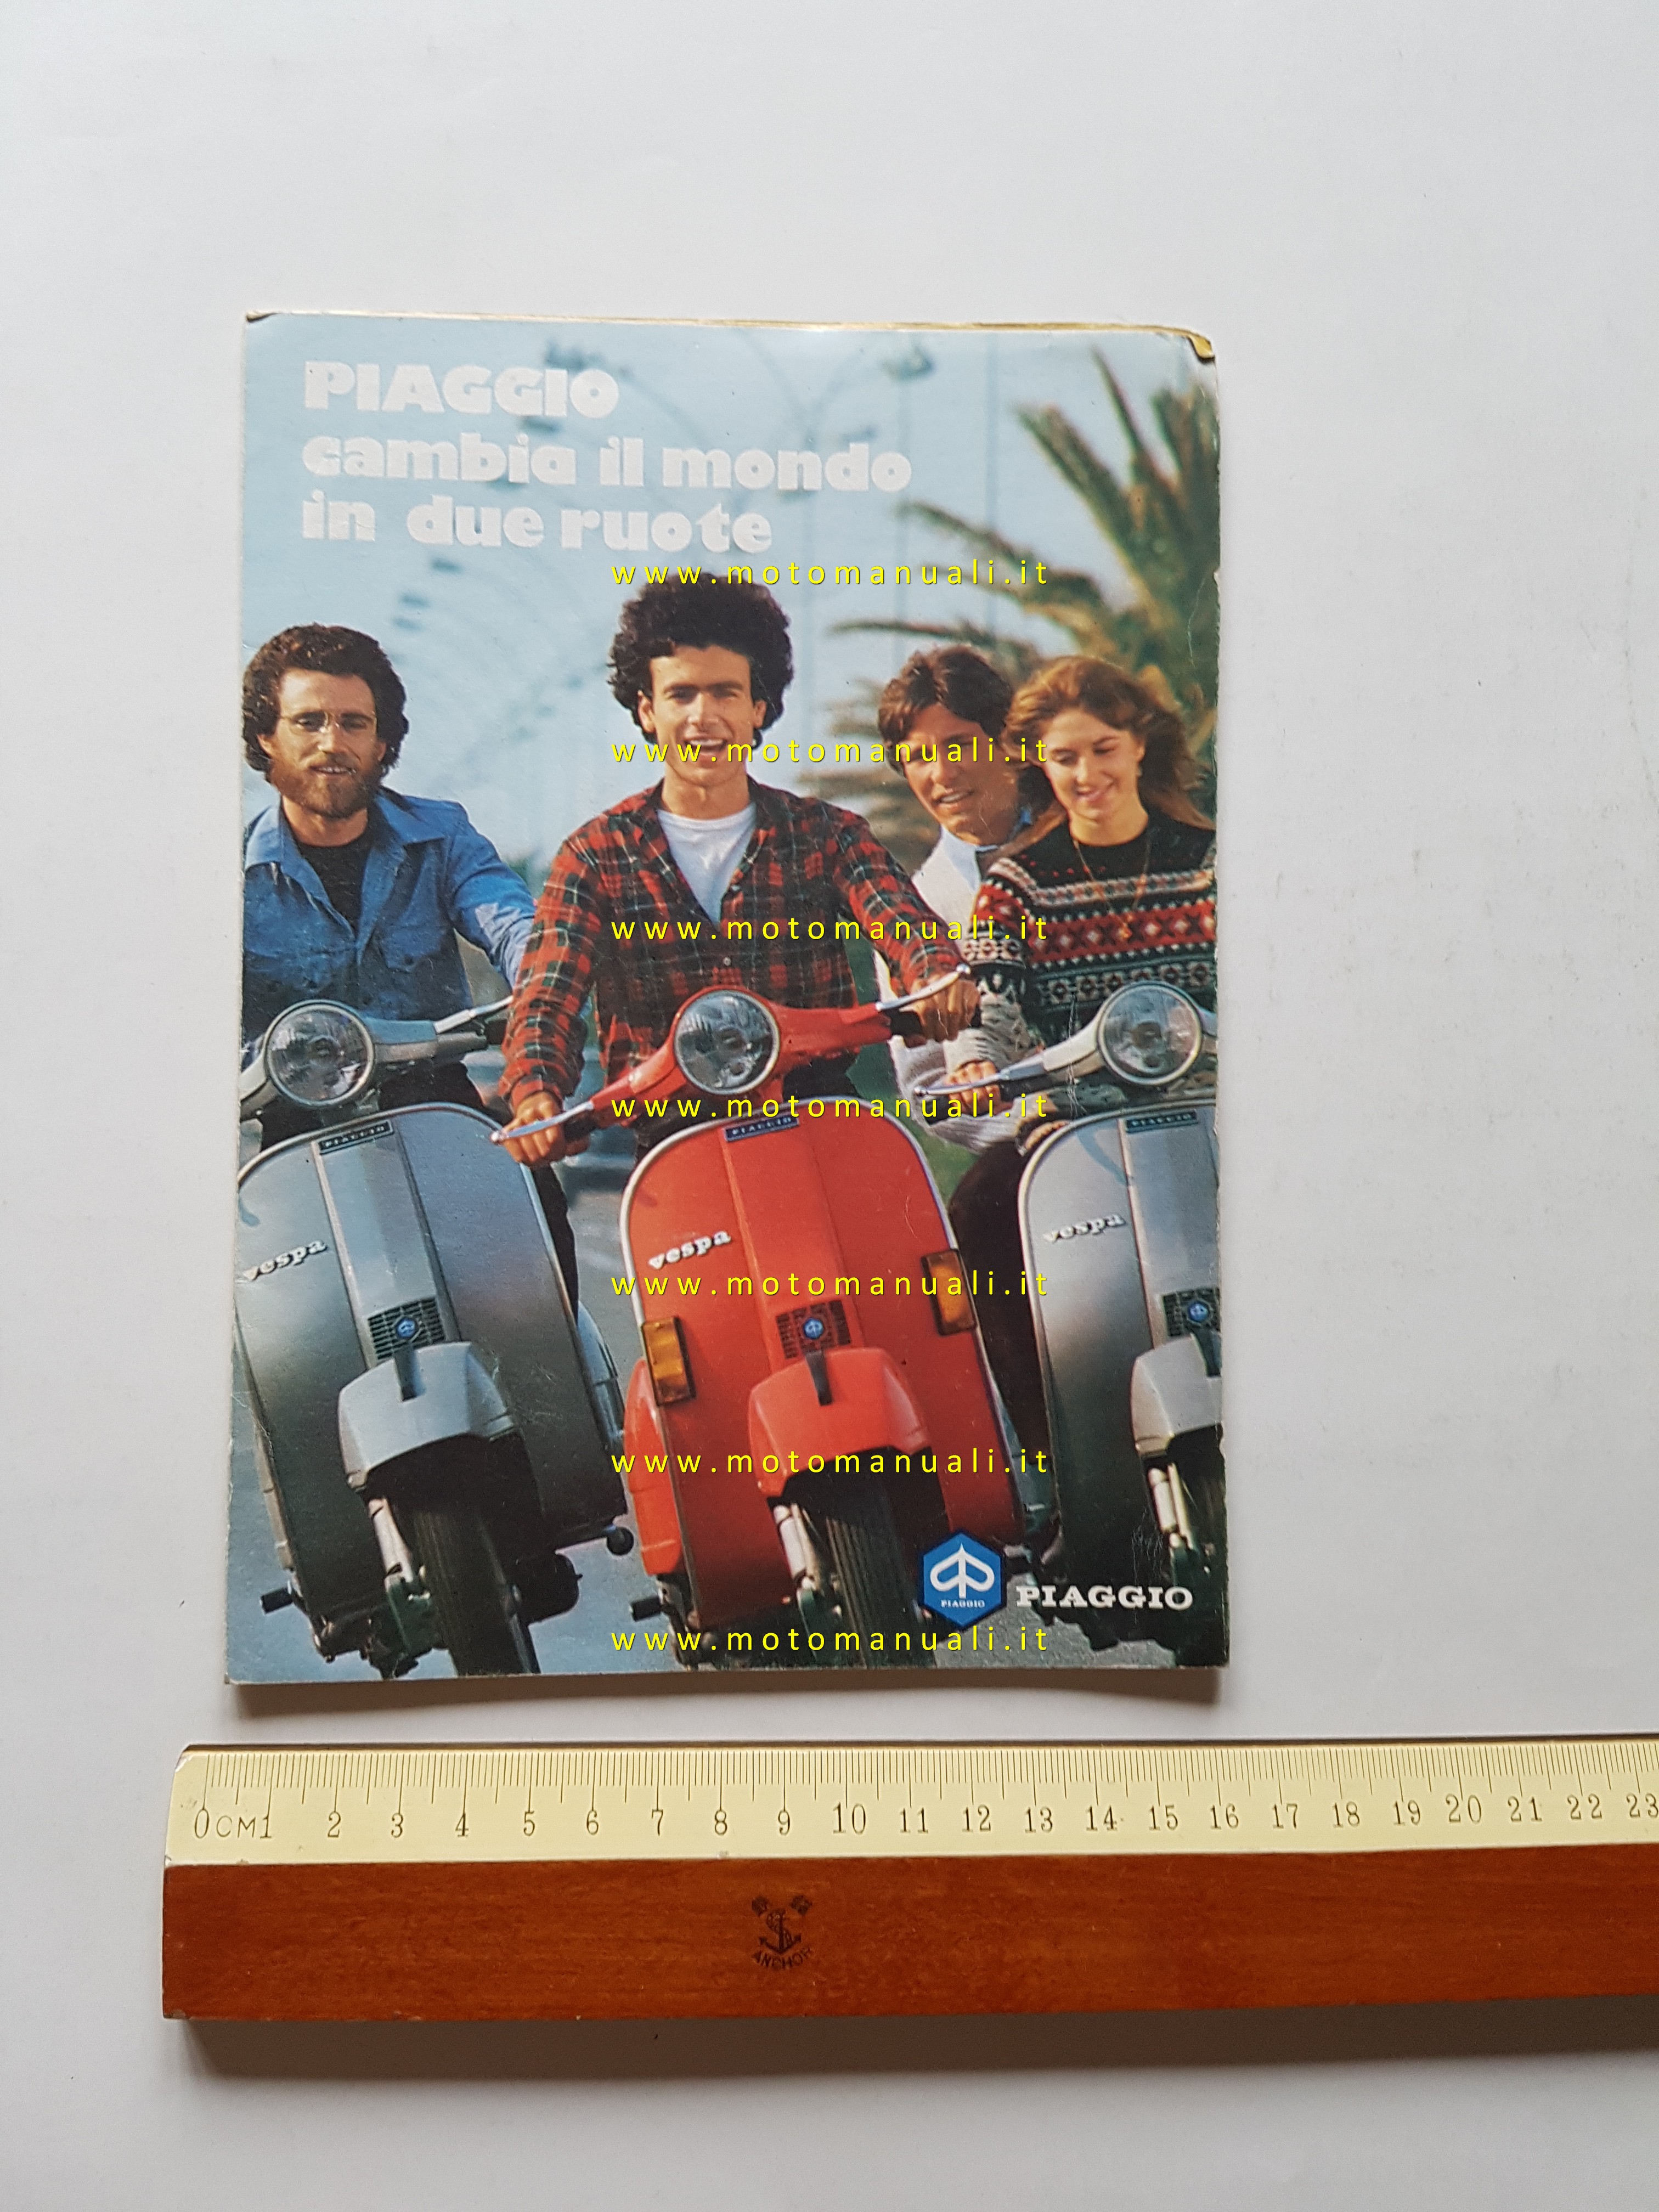 PIAGGIO
cambia il mondo
in due ruote
www.motomanuali.it
www.motomanuali.it
www.motomanuali.it
www.motomanuali.it
PIAGGIO
PIAGGIO
PIAGGIO
vespa
vespa
vespa
www.motomanuali.it
www.motomanuali.it
PIAGGIO
PIAGGIO
www.motomanuali.it
0CM1 2 3 4 5 6 7 8 9 10 11 12 13 14 15 16 17 18 19 20 21 22 23
ANCHOR